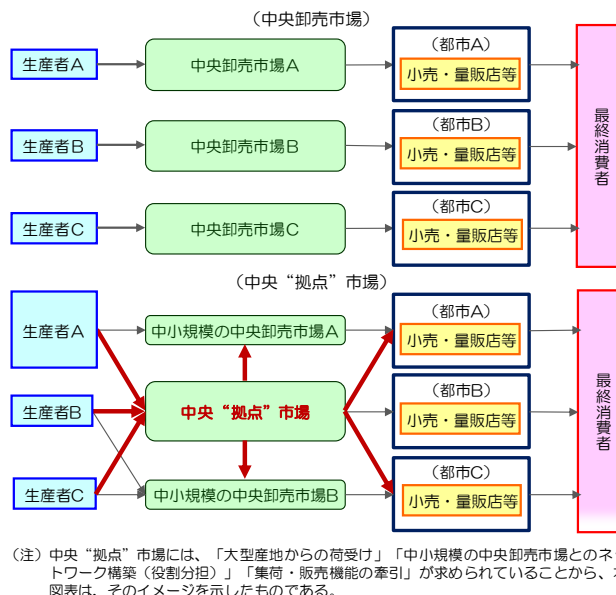 （中央卸売市場）
生産者A
中央卸売市場A
（都市A）
小売・量販店等
生産者B
中央卸売市場B
（都市B）
小売・量販店等
生産者C
中央卸売市場C
（都市C）
小売・量販店等
最終消費者
（中央“拠点”市場）
生産者A
中小規模の中央卸売市場A
（都市A）
小売・量販店等
生産者B
中央“拠点”市場
（都市B）
小売・量販店等
生産者C
中小規模の中央卸売市場B
（都市C）
小売・量販店等
最終消費者
（注）中央“拠点”市場には、「大型産地からの荷受け」「中小規模の中央卸売市場とのネッ
トワーク構築（役割分担）」「集荷・販売機能の牽引」が求められていることから、
図表は、そのイメージを示したものである。